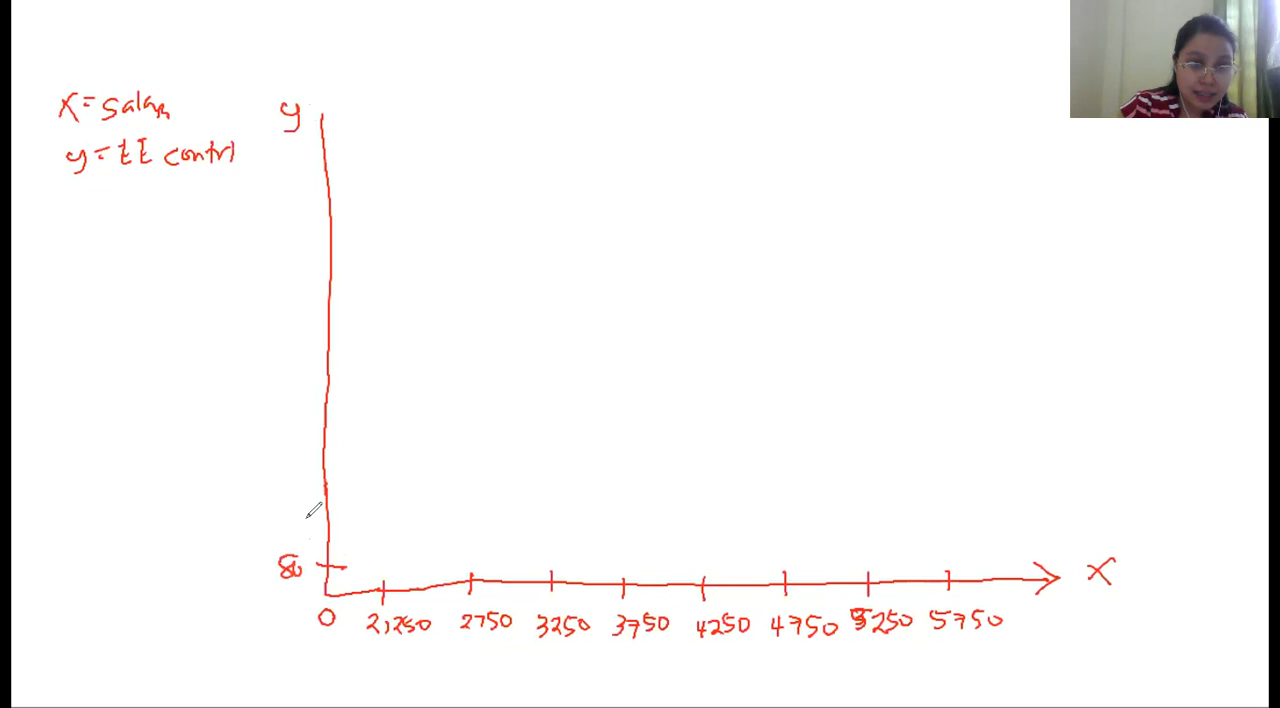 x = Salary
y = EE contr
y
80
x
0 2,250 2750 3250 3750 4250 4750 5250 5750